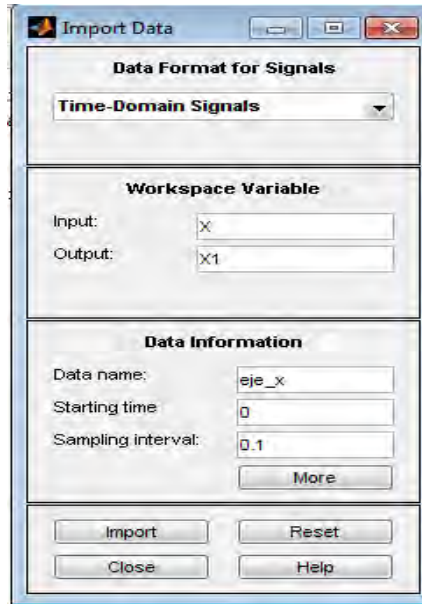 Import Data
Data Format for Signals
Time-Domain Signals
Workspace Variable
Input: X
Output: X1
Data Information
Data name: eje_x
Starting time 0
Sampling interval: 0.1
More
Import Reset
Close Help